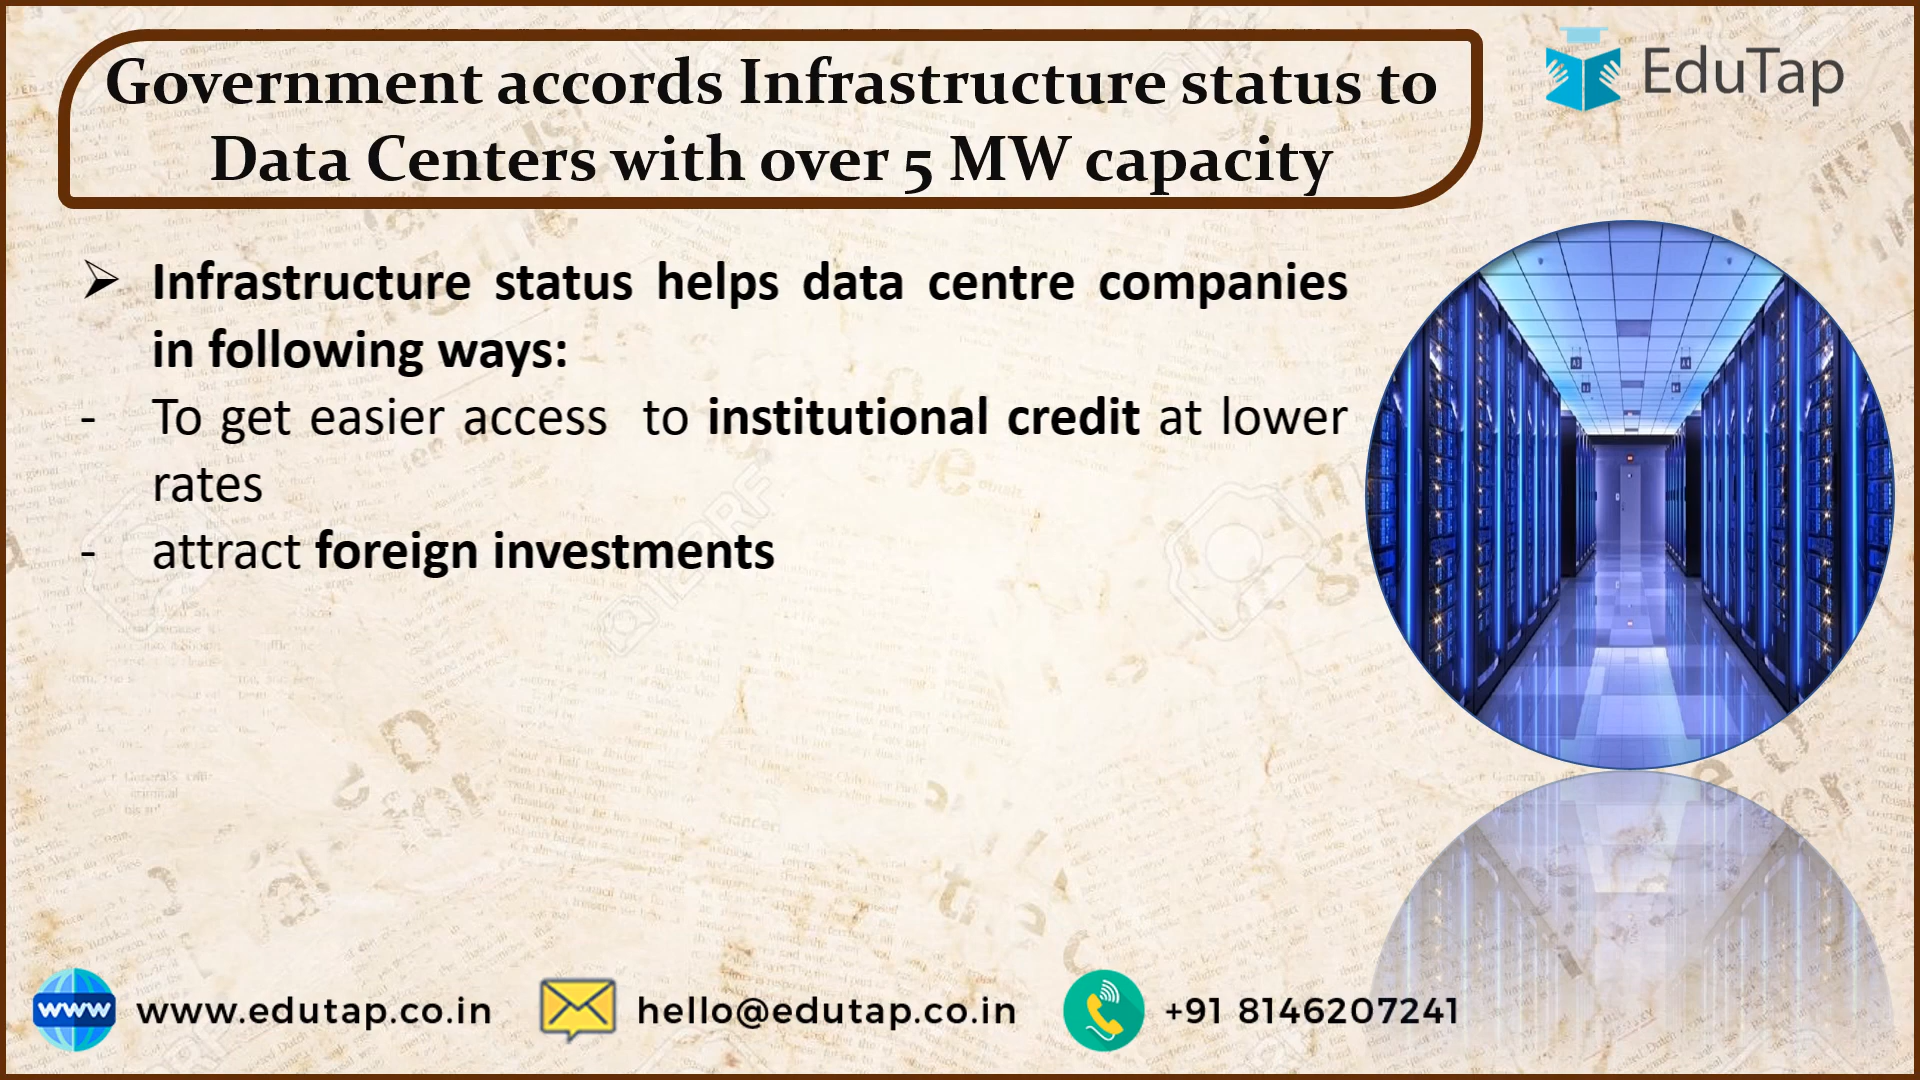 Government accords Infrastructure status to
Data Centers with over 5 MW capacity
EduTap
➢ Infrastructure status helps data centre companies
in following ways:
- To get easier access to institutional credit at lower
rates
- attract foreign investments
www www.edutap.co.in hello@edutap.co.in +91 8146207241